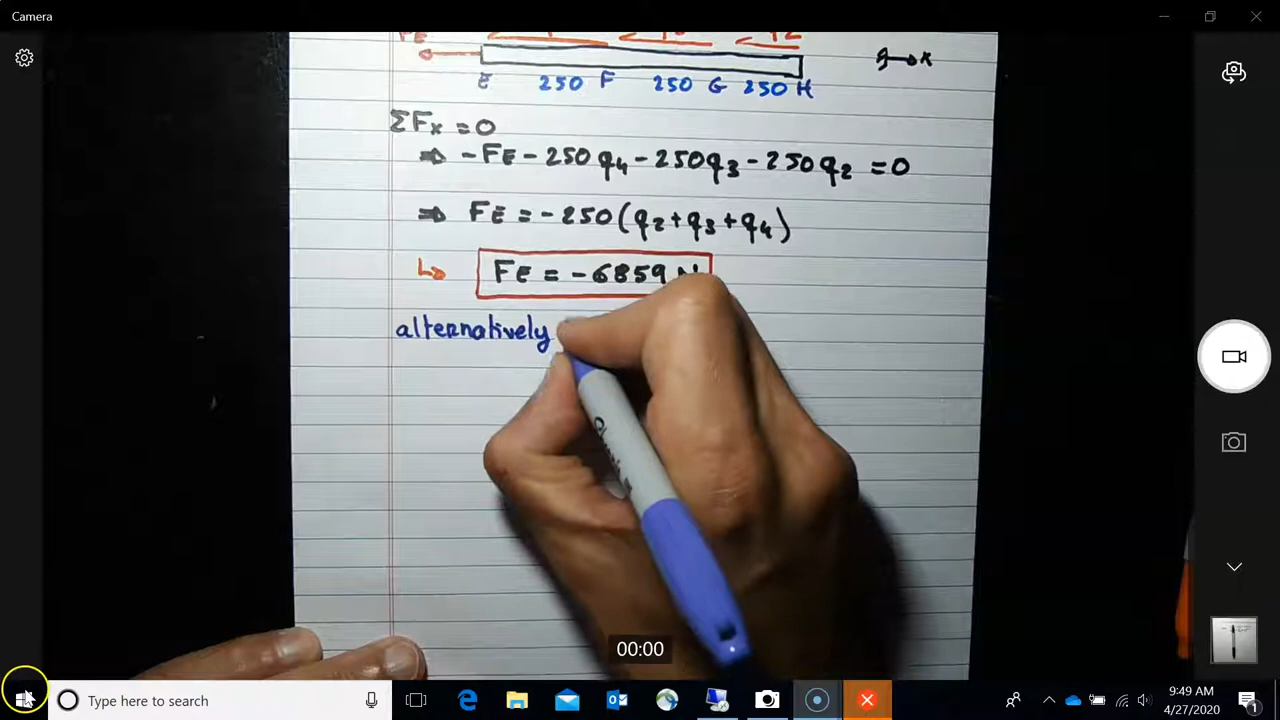 Camera
FE
E 250 F 250 G 250 H
y x
ΣFx = 0
⇒ -FE - 250 q4 - 250 q3 - 250 q2 = 0
⇒ FE = -250 (q2 + q3 + q4)
↳ FE = -6859 N
alternatively
00:00
Type here to search
9:49 AM
4/27/2020